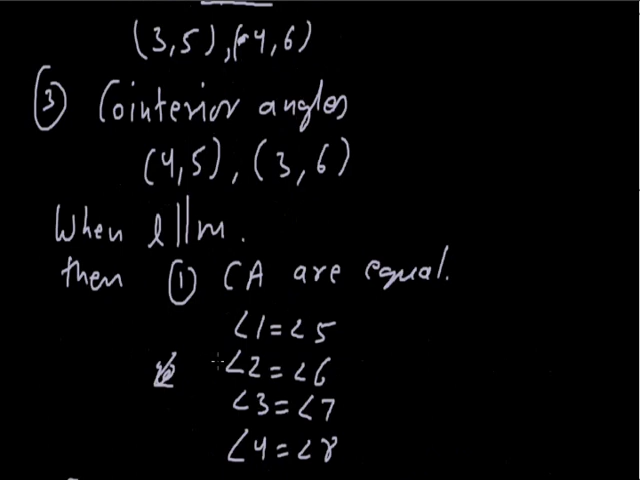 (3,5), (4,6)
③ Cointerior angles
(4,5), (3,6)
When l||m.
then ① CA are equal.
∠1=∠5
∠2=∠6
∠3=∠7
∠4=∠8